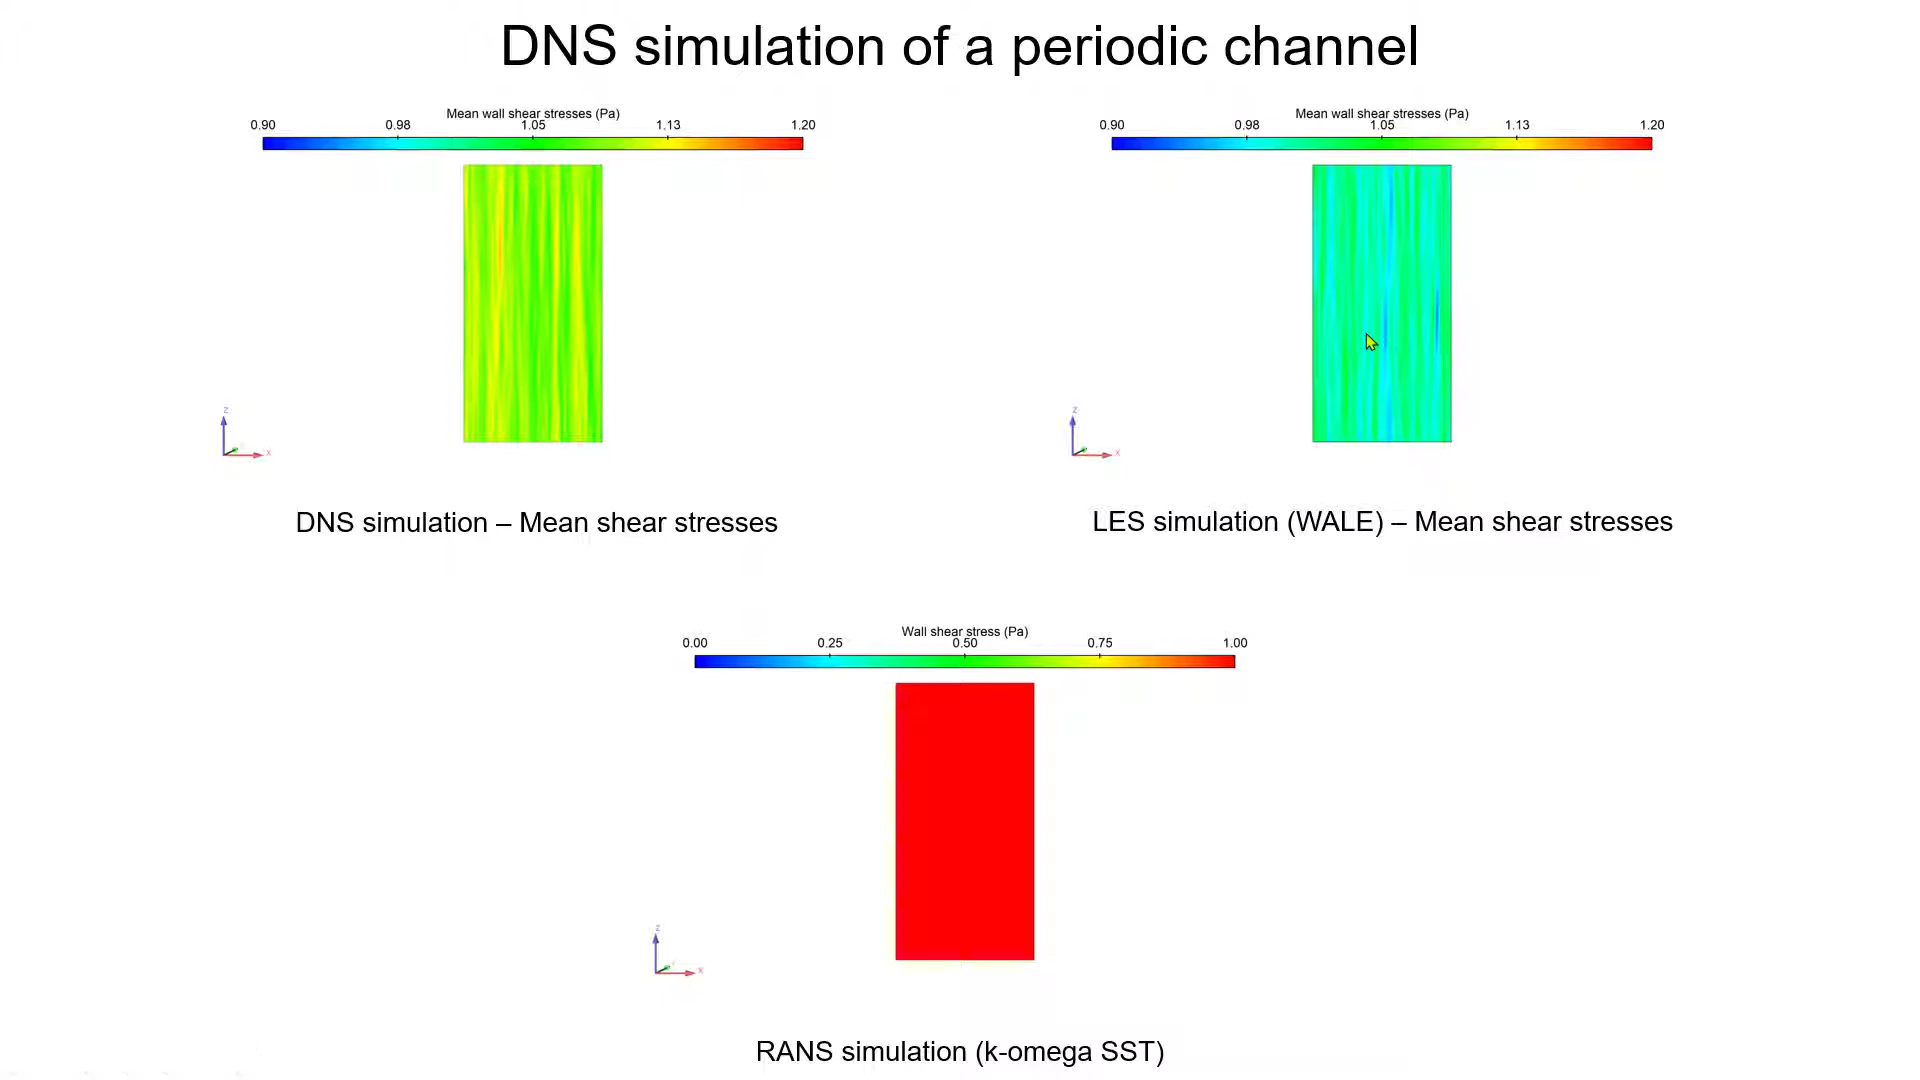 DNS simulation of a periodic channel
Mean wall shear stresses (Pa)
0.90 0.98 1.05 1.13 1.20
Mean wall shear stresses (Pa)
0.90 0.98 1.05 1.13 1.20
z
x
z
x
DNS simulation – Mean shear stresses
LES simulation (WALE) – Mean shear stresses
Wall shear stress (Pa)
0.00 0.25 0.50 0.75 1.00
z
x
RANS simulation (k-omega SST)